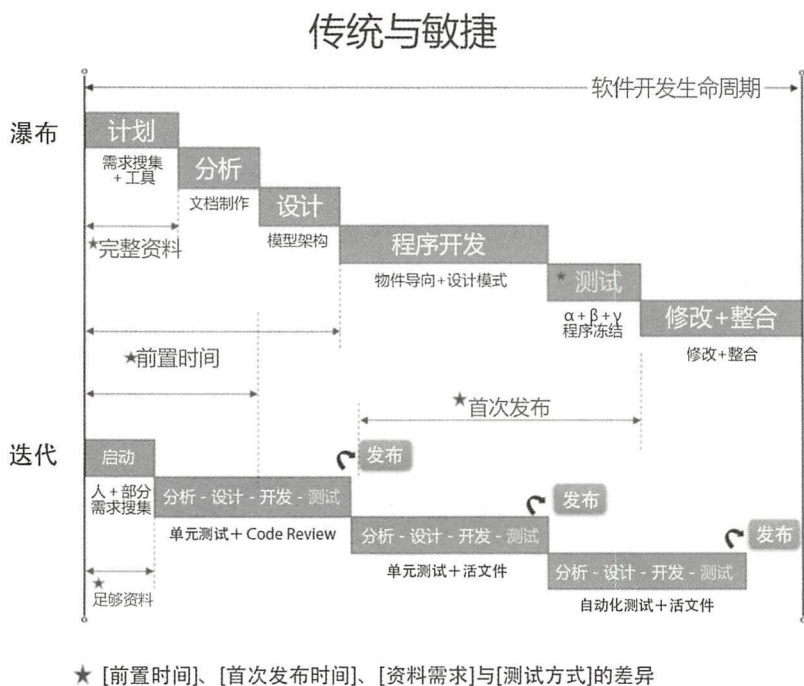 传统与敏捷
软件开发生命周期
瀑布
计划
需求搜集
+ 工具
分析
文档制作
设计
模型架构
★完整资料
程序开发
物件导向+设计模式
★ 测试
α+β+γ
程序冻结
修改+整合
修改+整合
★前置时间
★首次发布
迭代
启动
人+部分
需求搜集
分析 - 设计 - 开发 - 测试
单元测试+ Code Review
发布
分析 - 设计 - 开发 - 测试
单元测试+活文件
发布
分析 - 设计 - 开发 - 测试
自动化测试+活文件
发布
★
足够资料
★ [前置时间]、[首次发布时间]、[资料需求]与[测试方式]的差异